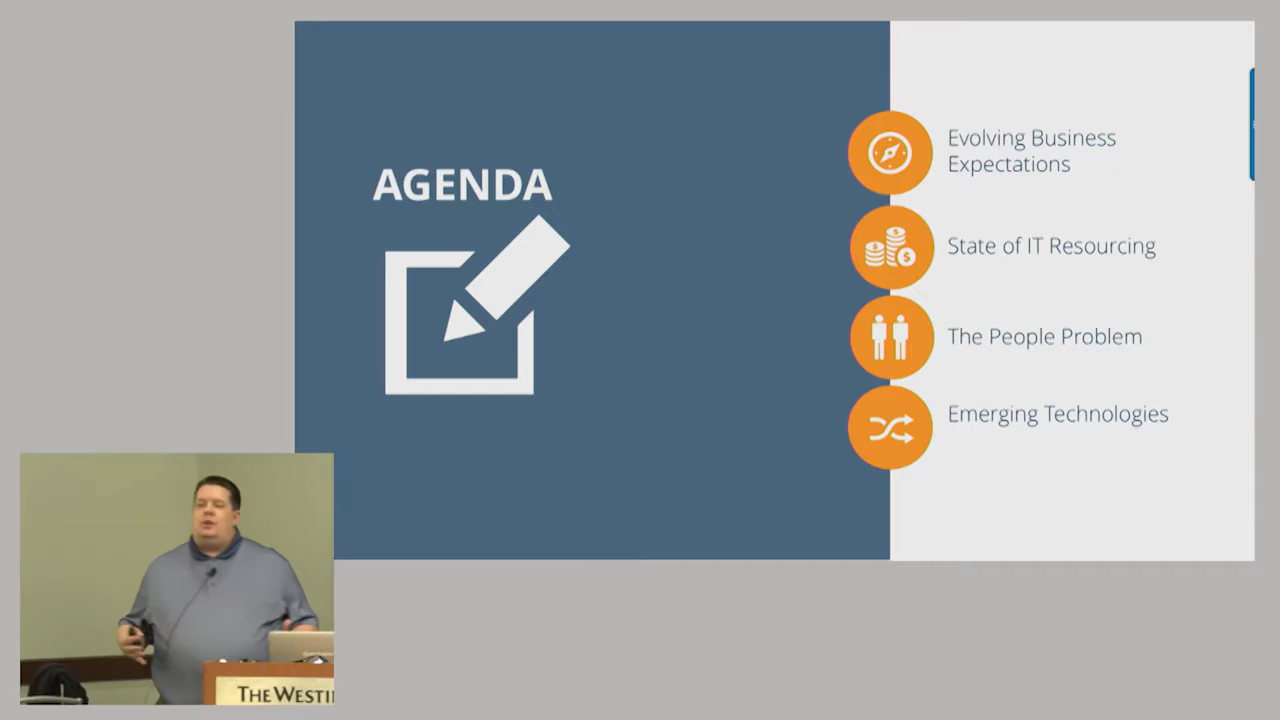 AGENDA
Evolving Business
Expectations
State of IT Resourcing
The People Problem
Emerging Technologies
THE WESTI